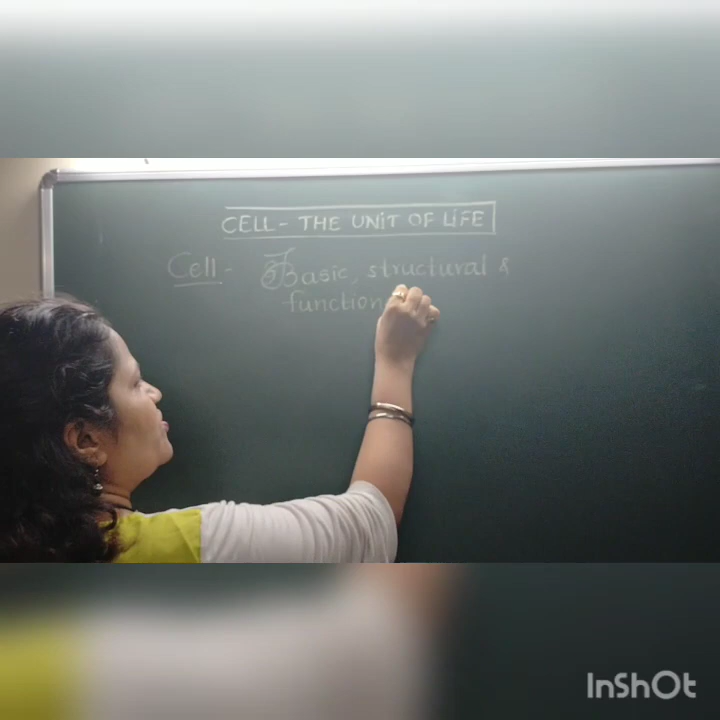 CELL - THE UNIT OF LIFE
Cell - Basic, structural &
function
InShOt